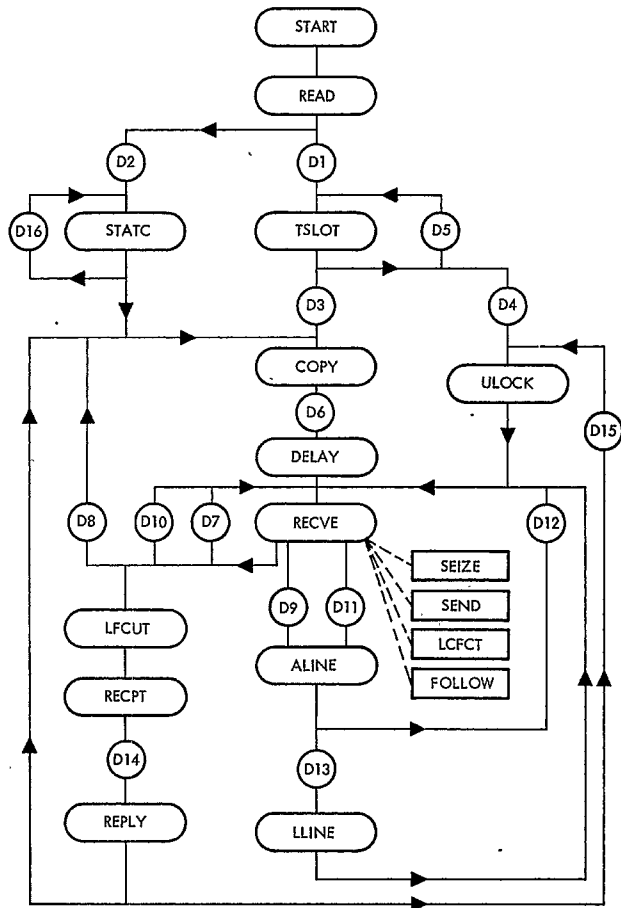 START
READ
D2
D1
D16
STATC
TSLOT
D5
D3
D4
COPY
ULOCK
D6
D15
DELAY
D8
D10
D7
RECVE
D12
SEIZE
D9
D11
SEND
LFCUT
LCFCT
ALINE
FOLLOW
RECPT
D14
D13
REPLY
LLINE